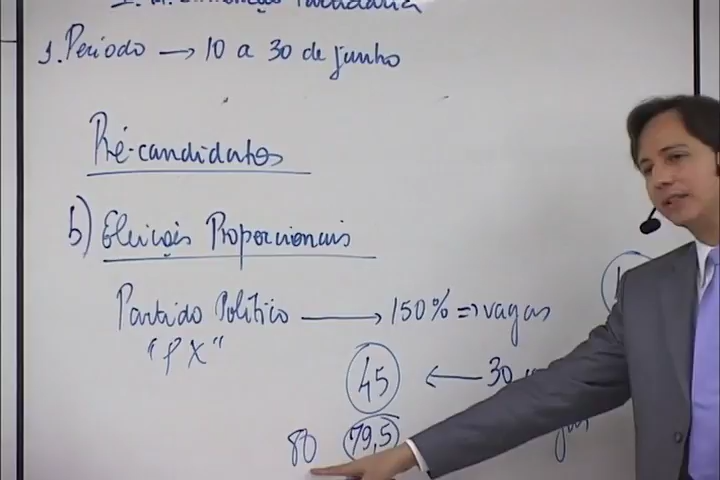 1. Período → 10 a 30 de junho
Pré-candidatos
b) Eleições Proporcionais
Partido Político → 150% => vagas
"PX"
45 ← 30
80 79,5